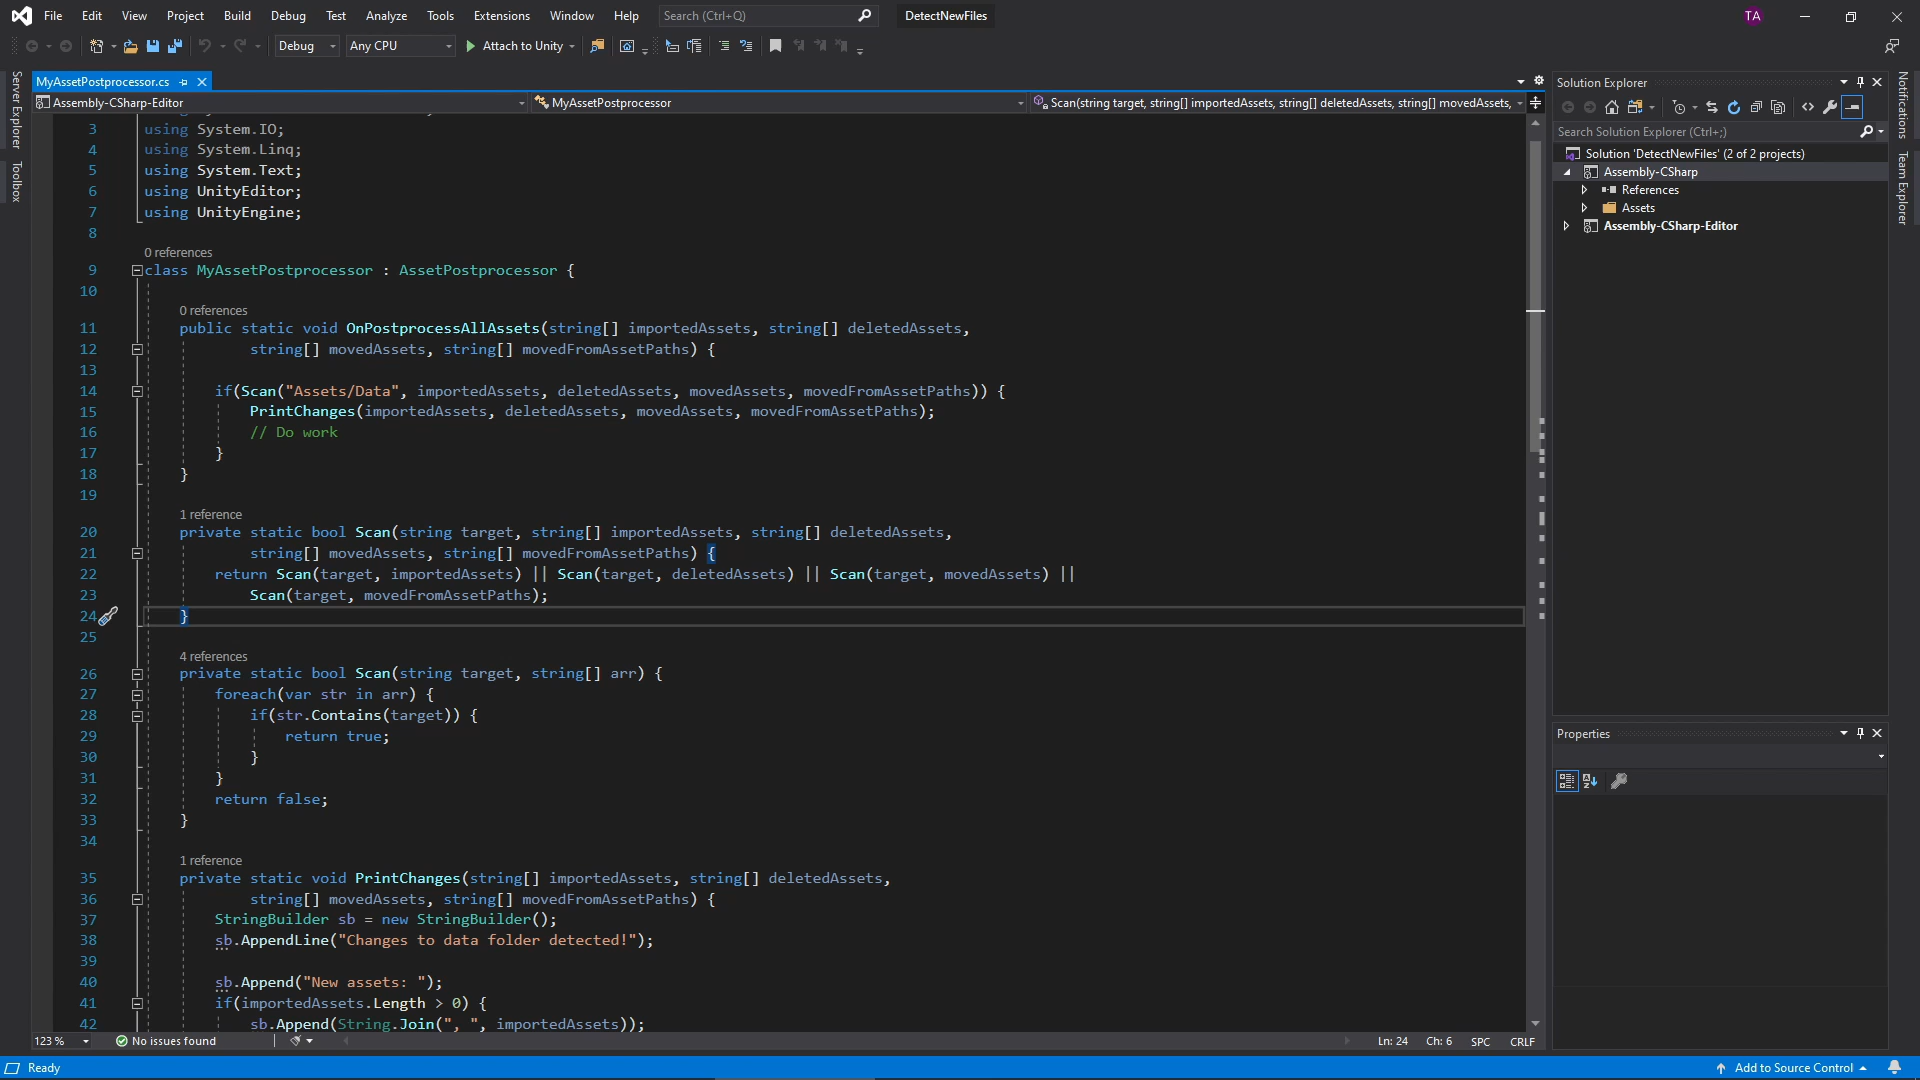 File Edit View Project Build Debug Test Analyze Tools Extensions Window Help Search (Ctrl+Q) DetectNewFiles TA
Debug Any CPU Attach to Unity
Server Explorer
Toolbox
MyAssetPostprocessor.cs
Assembly-CSharp-Editor MyAssetPostprocessor Scan(string target, string[] importedAssets, string[] deletedAssets, string[] movedAssets,
3 using System.IO;
4 using System.Linq;
5 using System.Text;
6 using UnityEditor;
7 using UnityEngine;
8
0 references
9 class MyAssetPostprocessor : AssetPostprocessor {
10
0 references
11 public static void OnPostprocessAllAssets(string[] importedAssets, string[] deletedAssets,
12 string[] movedAssets, string[] movedFromAssetPaths) {
13
14 if(Scan("Assets/Data", importedAssets, deletedAssets, movedAssets, movedFromAssetPaths)) {
15 PrintChanges(importedAssets, deletedAssets, movedAssets, movedFromAssetPaths);
16 // Do work
17 }
18 }
19
1 reference
20 private static bool Scan(string target, string[] importedAssets, string[] deletedAssets,
21 string[] movedAssets, string[] movedFromAssetPaths) {
22 return Scan(target, importedAssets) || Scan(target, deletedAssets) || Scan(target, movedAssets) ||
23 Scan(target, movedFromAssetPaths);
24 }
25
4 references
26 private static bool Scan(string target, string[] arr) {
27 foreach(var str in arr) {
28 if(str.Contains(target)) {
29 return true;
30 }
31 }
32 return false;
33 }
34
1 reference
35 private static void PrintChanges(string[] importedAssets, string[] deletedAssets,
36 string[] movedAssets, string[] movedFromAssetPaths) {
37 StringBuilder sb = new StringBuilder();
38 sb.AppendLine("Changes to data folder detected!");
39
40 sb.Append("New assets: ");
41 if(importedAssets.Length > 0) {
42 sb.Append(String.Join(", ", importedAssets));
123 % No issues found Ln: 24 Ch: 6 SPC CRLF
Solution Explorer
Search Solution Explorer (Ctrl+;)
Solution 'DetectNewFiles' (2 of 2 projects)
Assembly-CSharp
References
Assets
Assembly-CSharp-Editor
Properties
Notifications
Team Explorer
Ready Add to Source Control